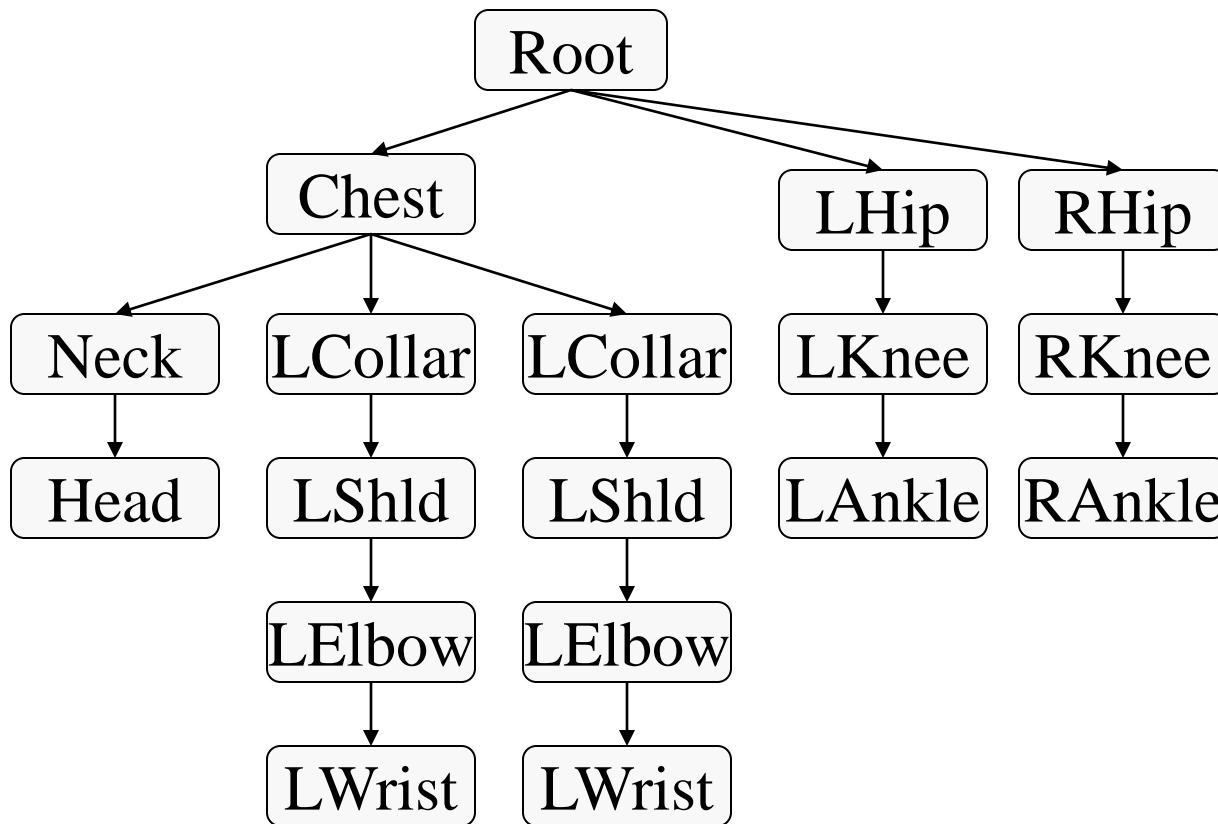 Root
Chest
LHip
RHip
Neck
LCollar
LCollar
LKnee
RKnee
Head
LShld
LShld
LAnkle
RAnkle
LElbow
LElbow
LWrist
LWrist